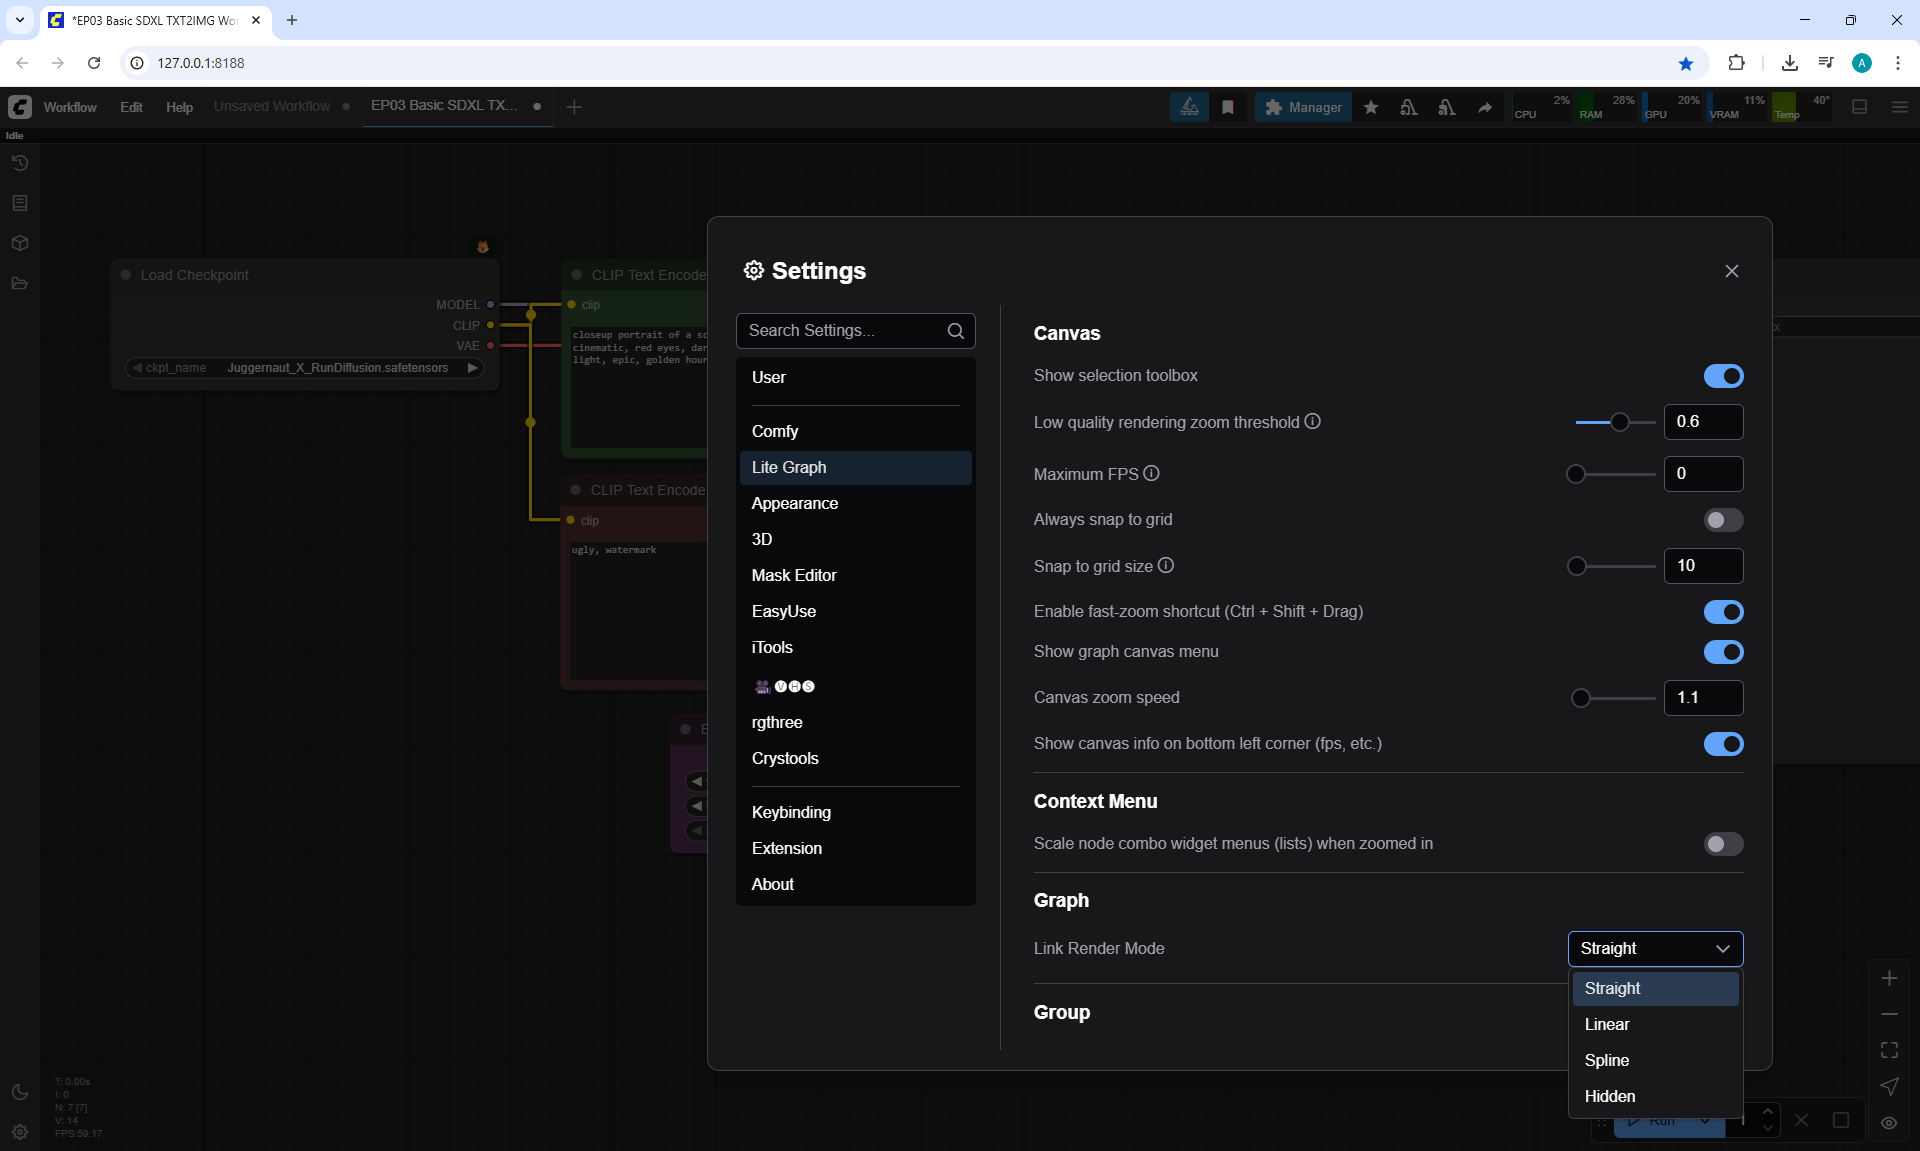 *EP03 Basic SDXL TXT2IMG Wo
127.0.0.1:8188
A
Workflow
Edit
Help
Unsaved Workflow
EP03 Basic SDXL TX...
Manager
CPU 2%
RAM 28%
GPU 20%
VRAM 11%
Temp 40°
Idle
Load Checkpoint
MODEL
CLIP
VAE
ckpt_name Juggernaut_X_RunDiffusion.safetensors
CLIP Text Encode
clip
closeup portrait of a sc
cinematic, red eyes, dar
light, epic, golden hour
CLIP Text Encode
clip
ugly, watermark
E
Settings
Search Settings...
User
Comfy
Lite Graph
Appearance
3D
Mask Editor
EasyUse
iTools
🅥🅗🅢
rgthree
Crystools
Keybinding
Extension
About
Canvas
Show selection toolbox
Low quality rendering zoom threshold 0.6
Maximum FPS 0
Always snap to grid
Snap to grid size 10
Enable fast-zoom shortcut (Ctrl + Shift + Drag)
Show graph canvas menu
Canvas zoom speed 1.1
Show canvas info on bottom left corner (fps, etc.)
Context Menu
Scale node combo widget menus (lists) when zoomed in
Graph
Link Render Mode Straight
Straight
Linear
Spline
Hidden
Group
x
Run
T: 0.00s
I: 0
N: 7 [7]
V: 14
FPS:59.17